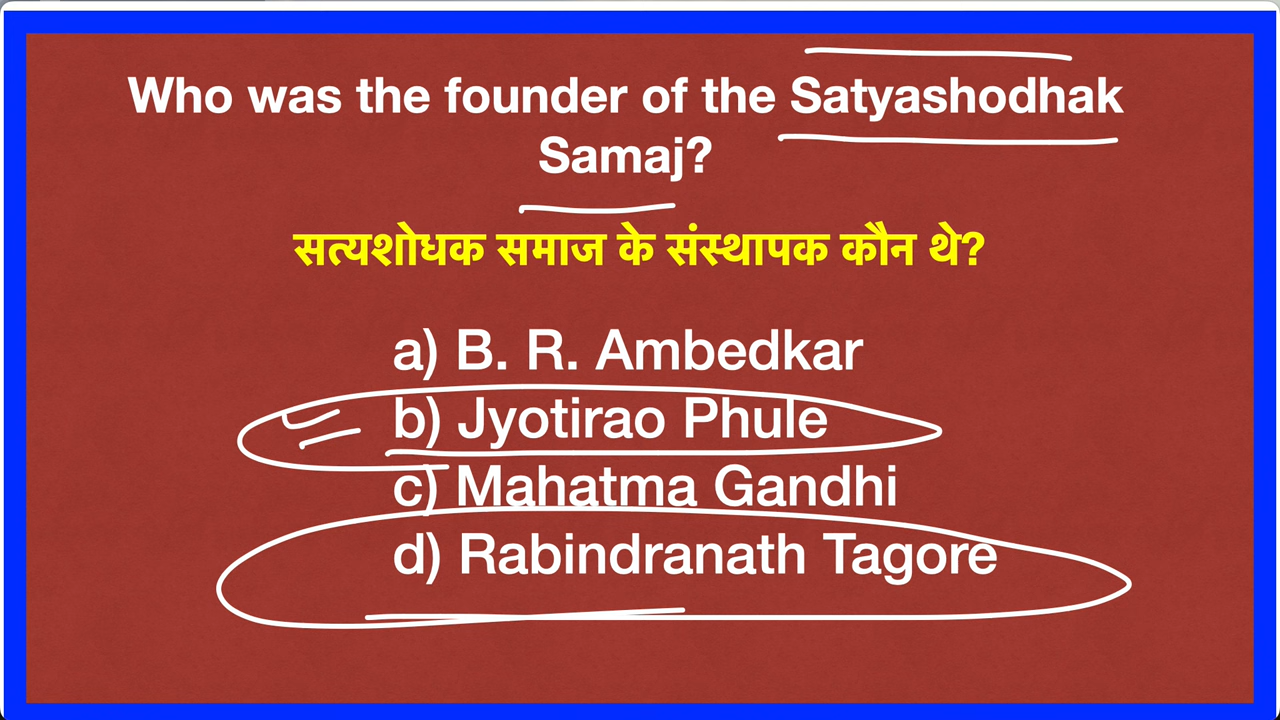 Who was the founder of the Satyashodhak
Samaj?
सत्यशोधक समाज के संस्थापक कौन थे?
a) B. R. Ambedkar
b) Jyotirao Phule
c) Mahatma Gandhi
d) Rabindranath Tagore